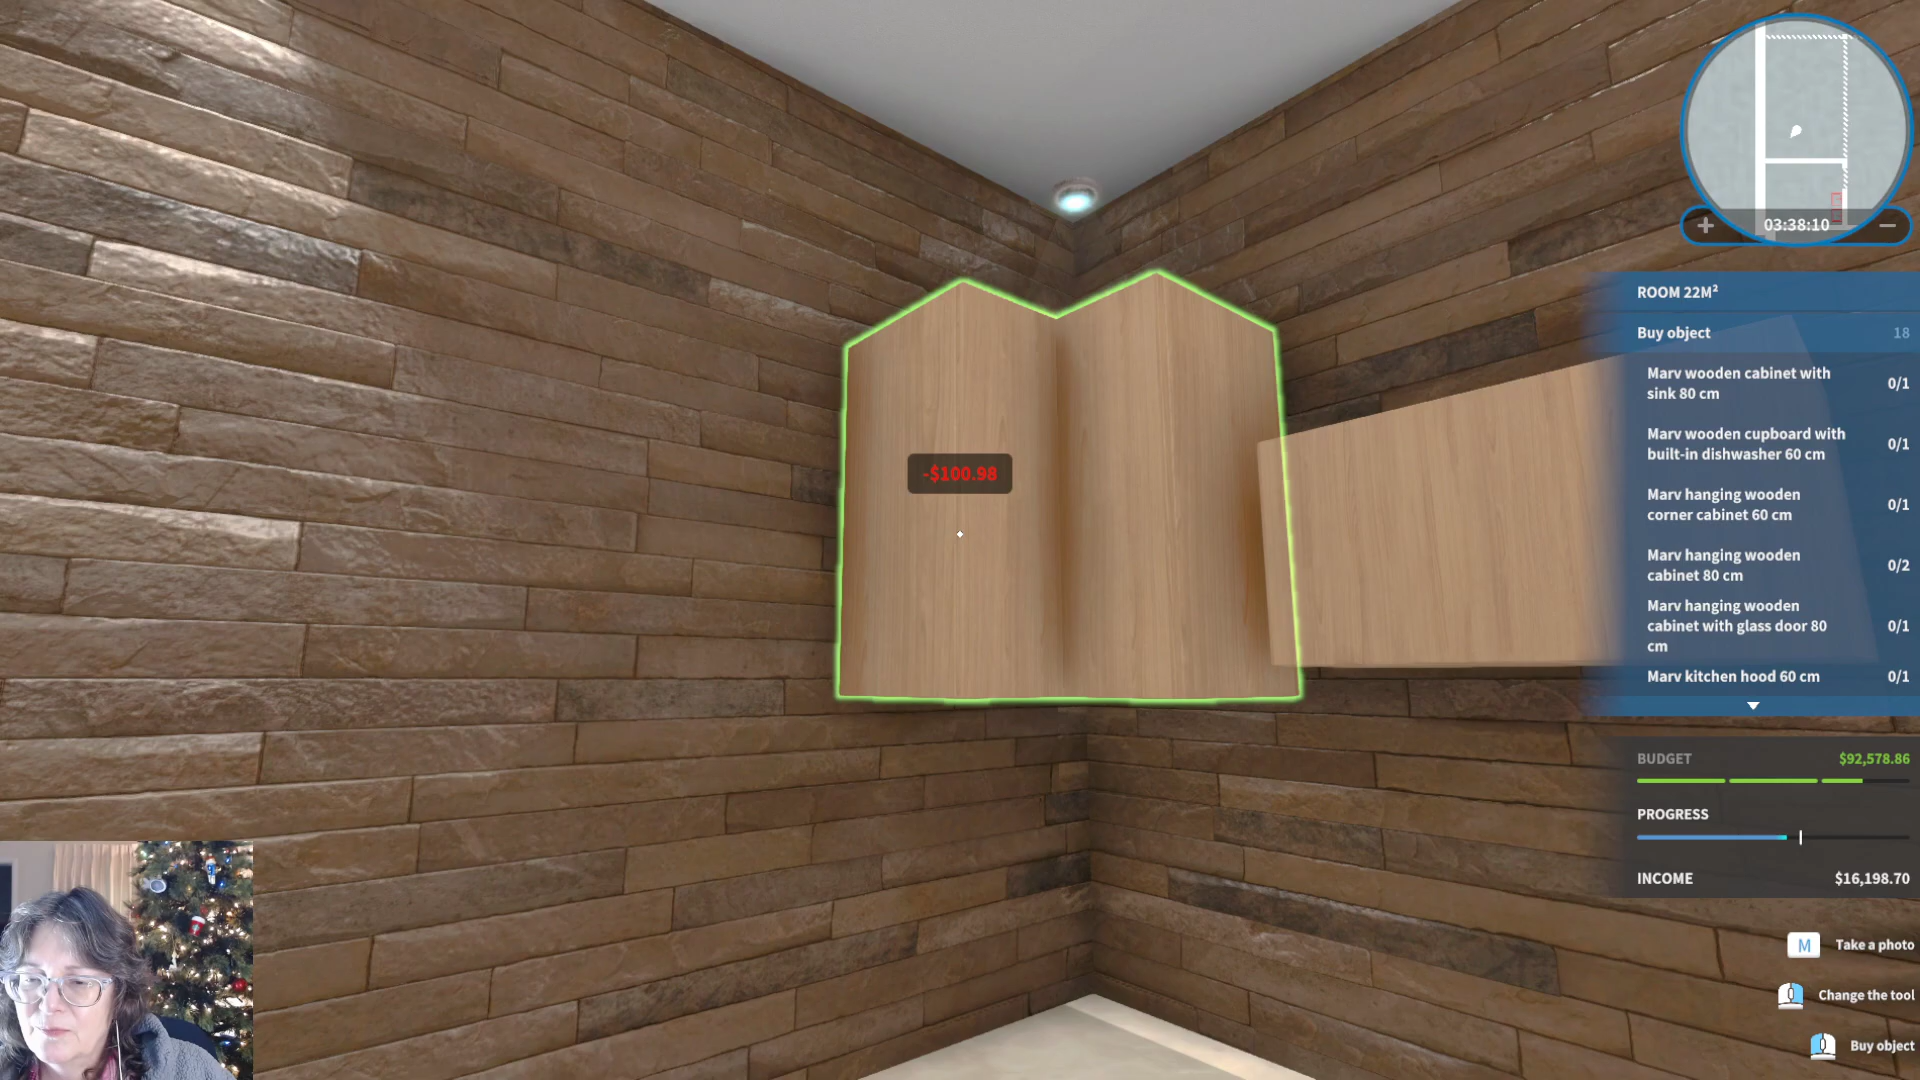 03:38:10
ROOM 22M²
Buy object 18
Marv wooden cabinet with
sink 80 cm 0/1
Marv wooden cupboard with
built-in dishwasher 60 cm 0/1
Marv hanging wooden
corner cabinet 60 cm 0/1
Marv hanging wooden
cabinet 80 cm 0/2
Marv hanging wooden
cabinet with glass door 80
cm 0/1
Marv kitchen hood 60 cm 0/1
-$100.98
BUDGET $92,578.86
PROGRESS
INCOME $16,198.70
M Take a photo
Change the tool
Buy object